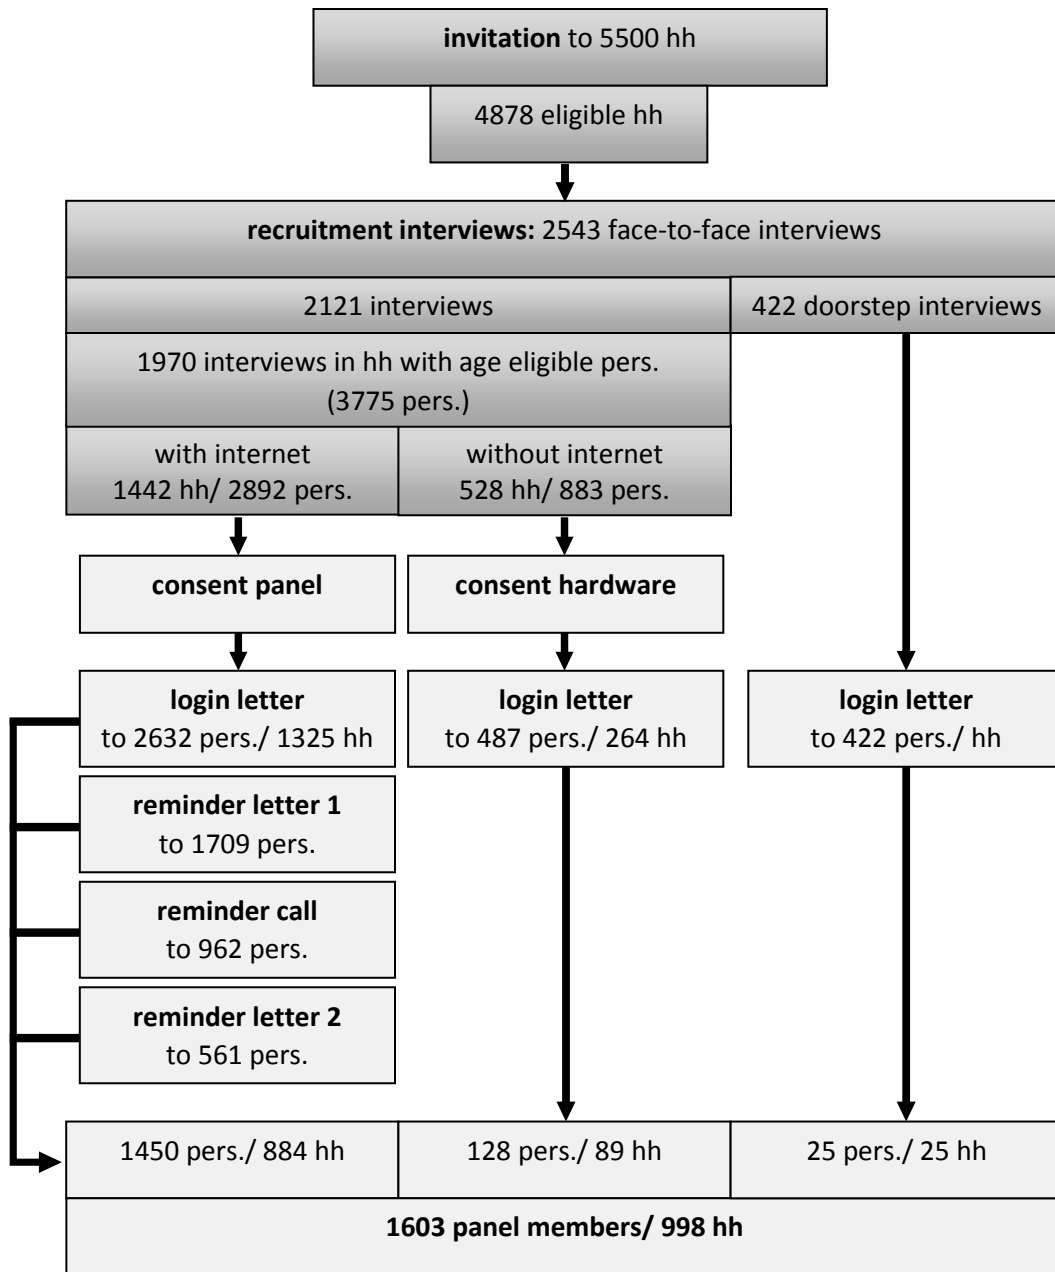 invitation to 5500 hh
4878 eligible hh
recruitment interviews: 2543 face-to-face interviews
2121 interviews
422 doorstep interviews
1970 interviews in hh with age eligible pers.
(3775 pers.)
with internet
1442 hh/ 2892 pers.
without internet
528 hh/ 883 pers.
consent panel
consent hardware
login letter
to 2632 pers./ 1325 hh
login letter
to 487 pers./ 264 hh
login letter
to 422 pers./ hh
reminder letter 1
to 1709 pers.
reminder call
to 962 pers.
reminder letter 2
to 561 pers.
1450 pers./ 884 hh
128 pers./ 89 hh
25 pers./ 25 hh
1603 panel members/ 998 hh